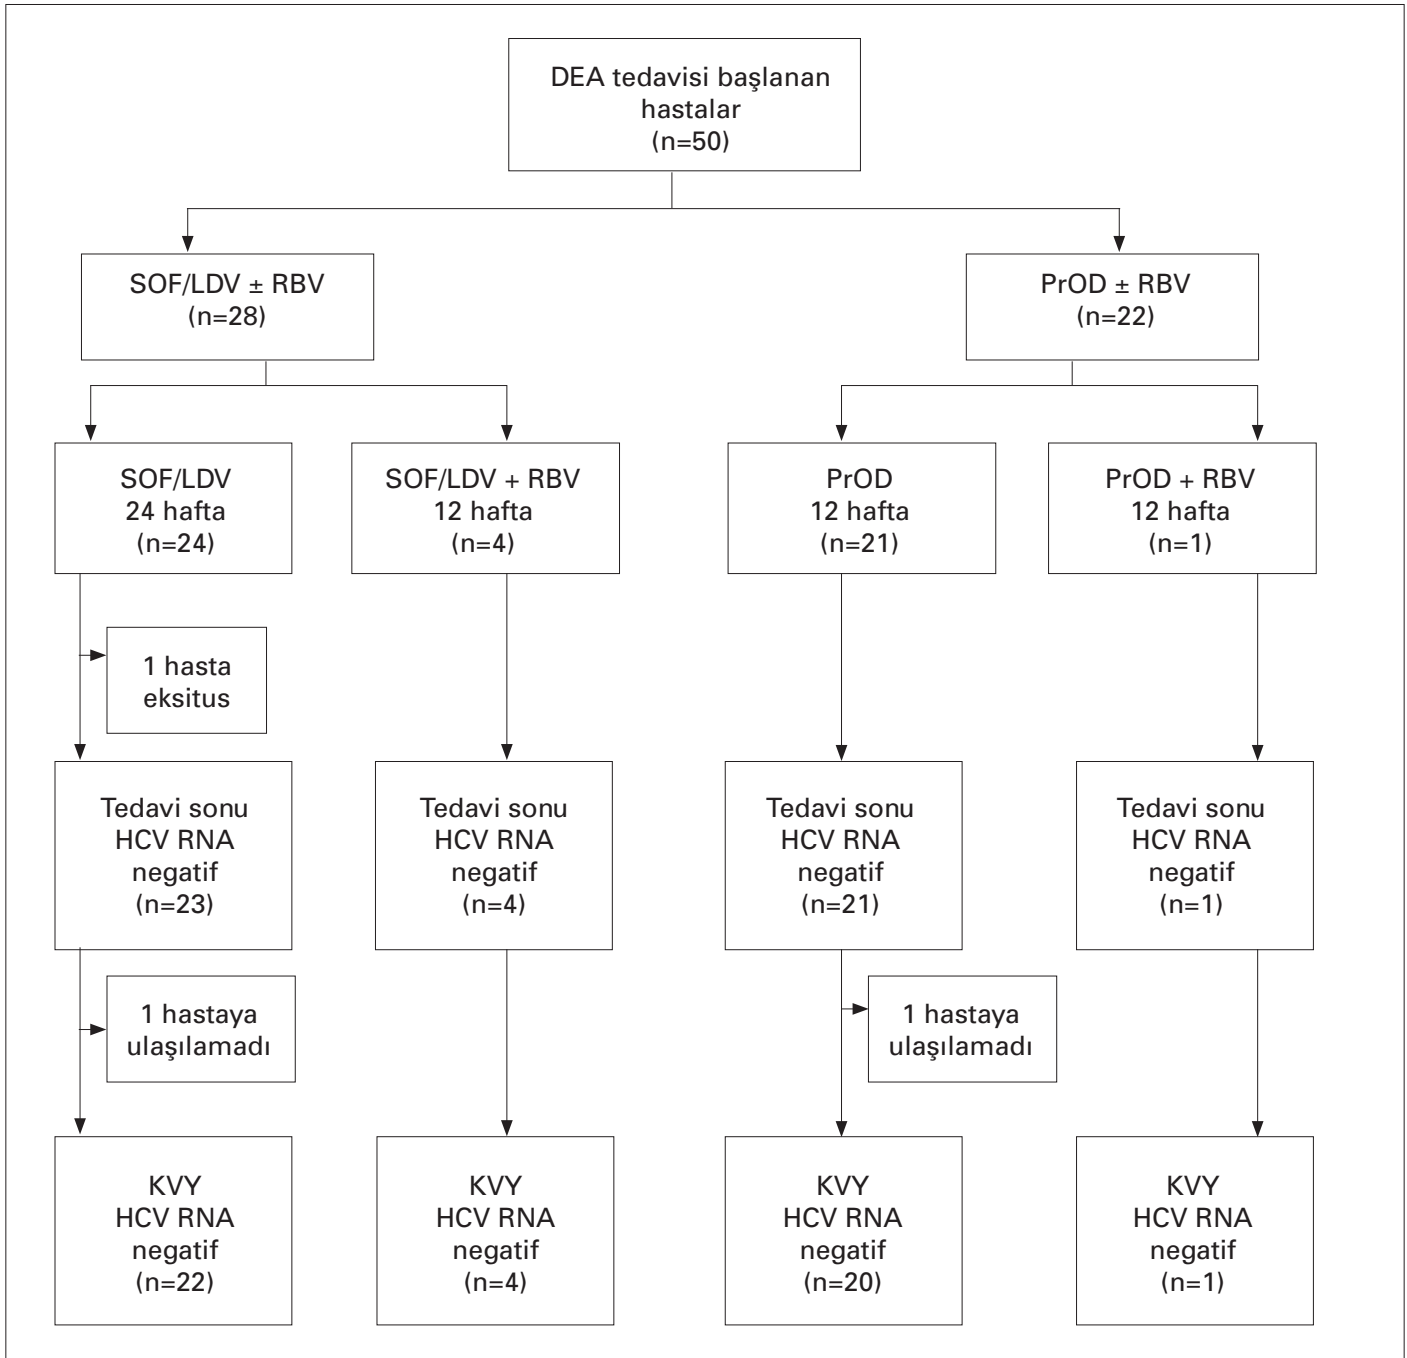 DEA tedavisi başlanan
hastalar
(n=50)
SOF/LDV ± RBV
(n=28)
PrOD ± RBV
(n=22)
SOF/LDV
24 hafta
(n=24)
SOF/LDV + RBV
12 hafta
(n=4)
PrOD
12 hafta
(n=21)
PrOD + RBV
12 hafta
(n=1)
1 hasta
eksitus
Tedavi sonu
HCV RNA
negatif
(n=23)
Tedavi sonu
HCV RNA
negatif
(n=4)
Tedavi sonu
HCV RNA
negatif
(n=21)
Tedavi sonu
HCV RNA
negatif
(n=1)
1 hastaya
ulaşılamadı
1 hastaya
ulaşılamadı
KVY
HCV RNA
negatif
(n=22)
KVY
HCV RNA
negatif
(n=4)
KVY
HCV RNA
negatif
(n=20)
KVY
HCV RNA
negatif
(n=1)